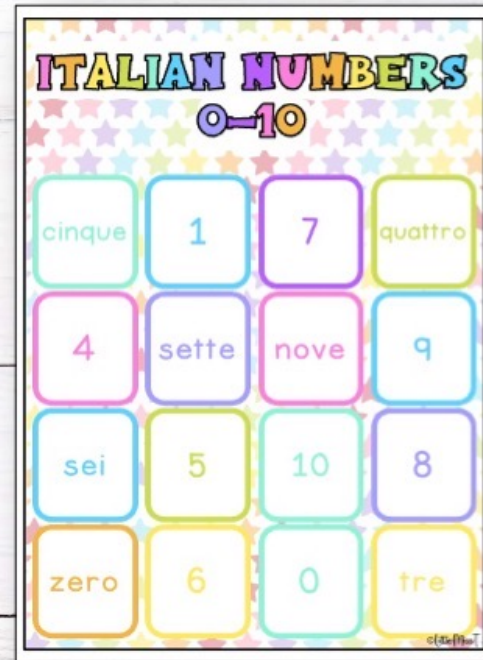 ITALIAN NUMBERS
0-10
cinque 1 7 quattro
4 sette nove 9
sei 5 10 8
zero 6 0 tre